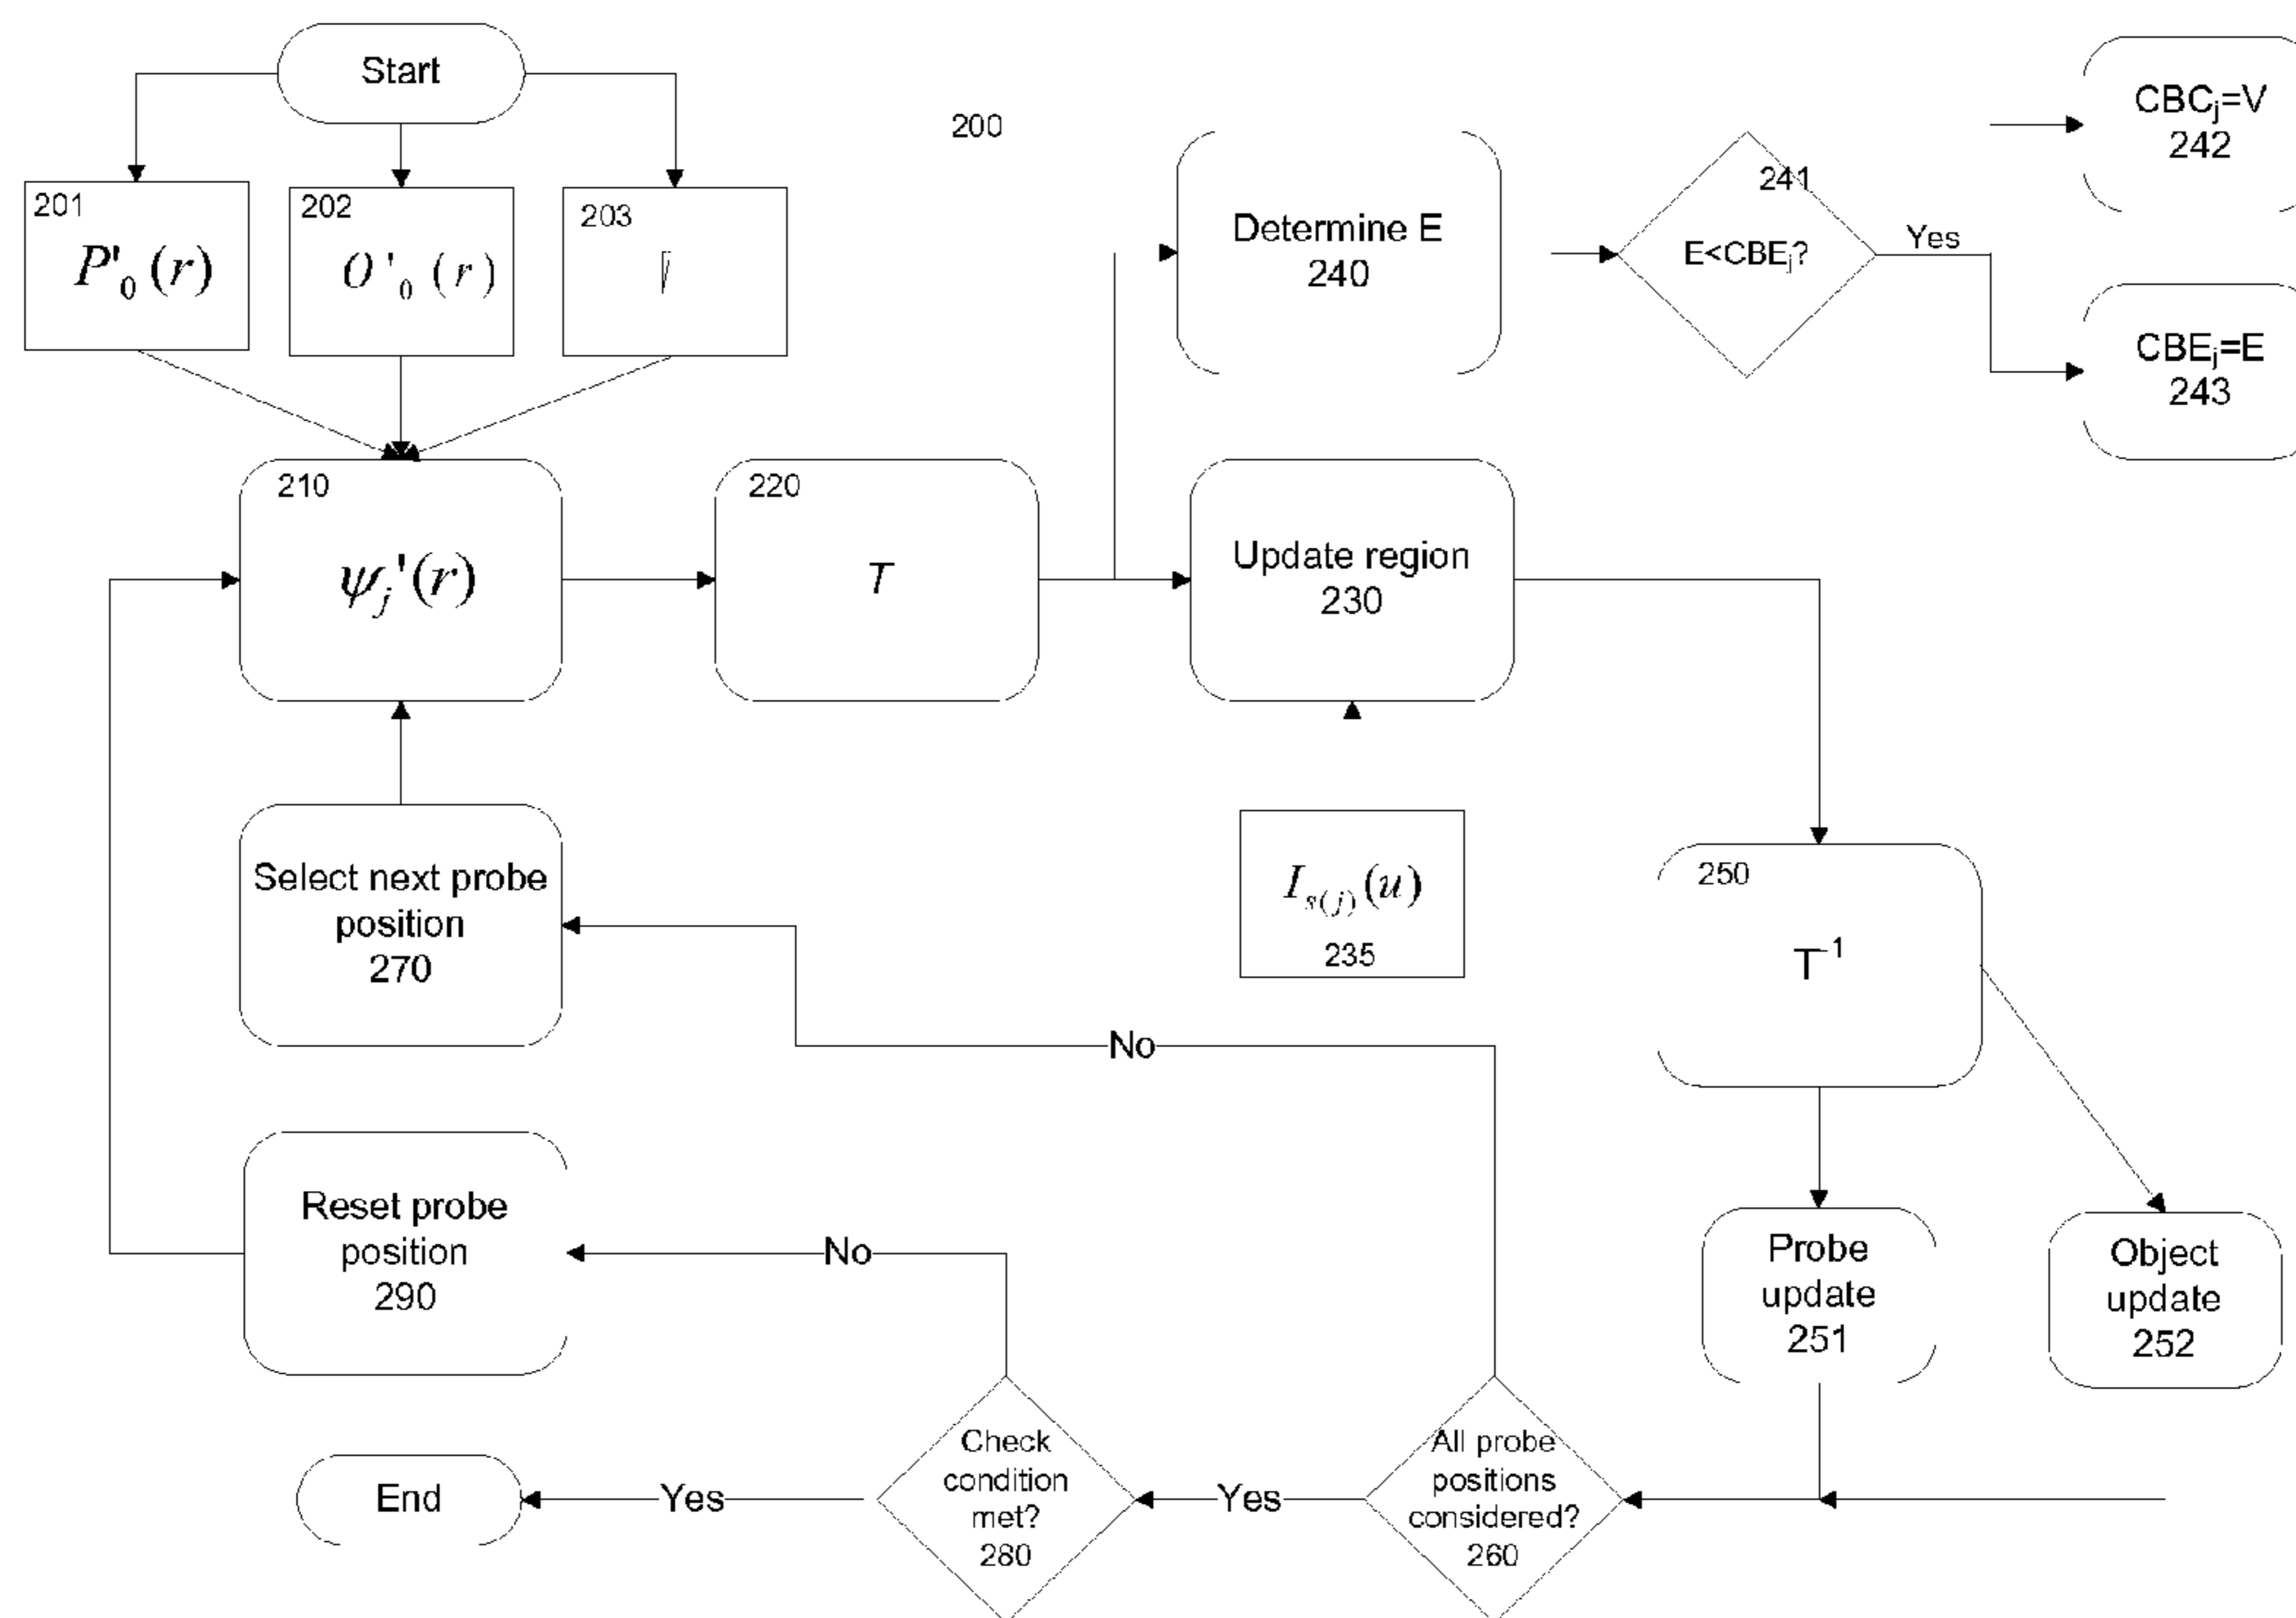 Start
200
CBCj=V
242
201
P'0(r)
202
O'0(r)
203
Determine E
240
241
E<CBEj?
Yes
CBEj=E
243
210
ψj'(r)
220
T
Update region
230
Select next probe
position
270
Is(j)(u)
235
250
T-1
No
Reset probe
position
290
No
Probe
update
251
Object
update
252
End
Yes
Check
condition
met?
280
Yes
All probe
positions
considered?
260